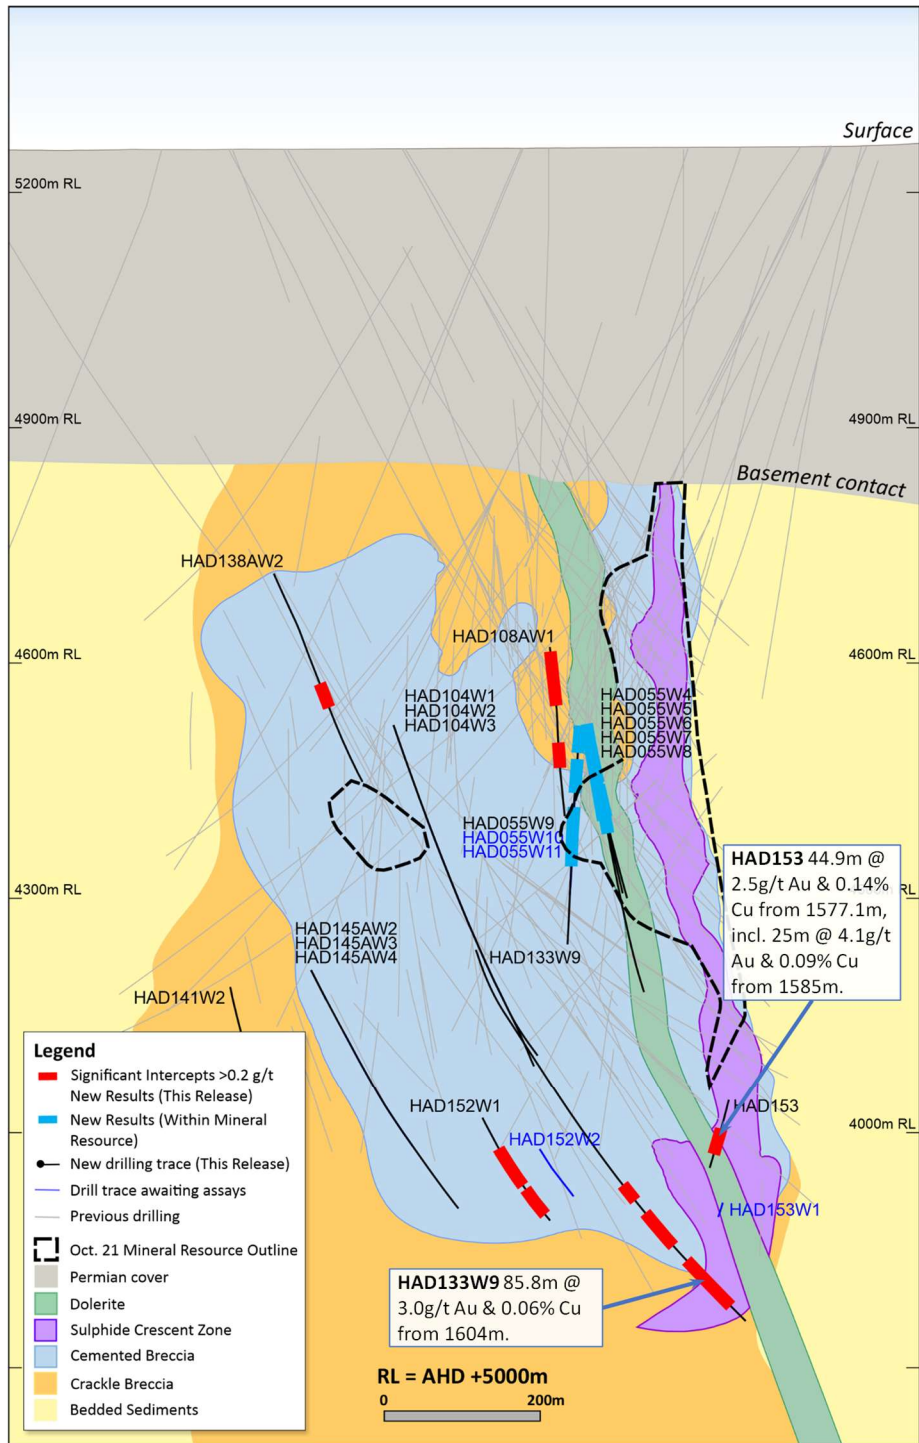 Surface
5200m RL
4900m RL
4900m RL
Basement contact
HAD138AW2
4600m RL
4600m RL
HAD108AW1
HAD104W1
HAD104W2
HAD104W3
HAD055W4
HAD055W5
HAD055W6
HAD055W7
HAD055W8
HAD055W9
HAD055W10
HAD055W11
4300m RL
HAD153 44.9m @
2.5g/t Au & 0.14%
Cu from 1577.1m,
incl. 25m @ 4.1g/t
Au & 0.09% Cu
from 1585m.
HAD145AW2
HAD145AW3
HAD145AW4
HAD133W9
HAD141W2
Legend
Significant Intercepts >0.2 g/t
New Results (This Release)
New Results (Within Mineral
Resource)
New drilling trace (This Release)
Drill trace awaiting assays
Previous drilling
Oct. 21 Mineral Resource Outline
Permian cover
Dolerite
Sulphide Crescent Zone
Cemented Breccia
Crackle Breccia
Bedded Sediments
HAD152W1
HAD152W2
HAD153
4000m RL
HAD153W1
HAD133W9 85.8m @
3.0g/t Au & 0.06% Cu
from 1604m.
RL = AHD +5000m
0 200m